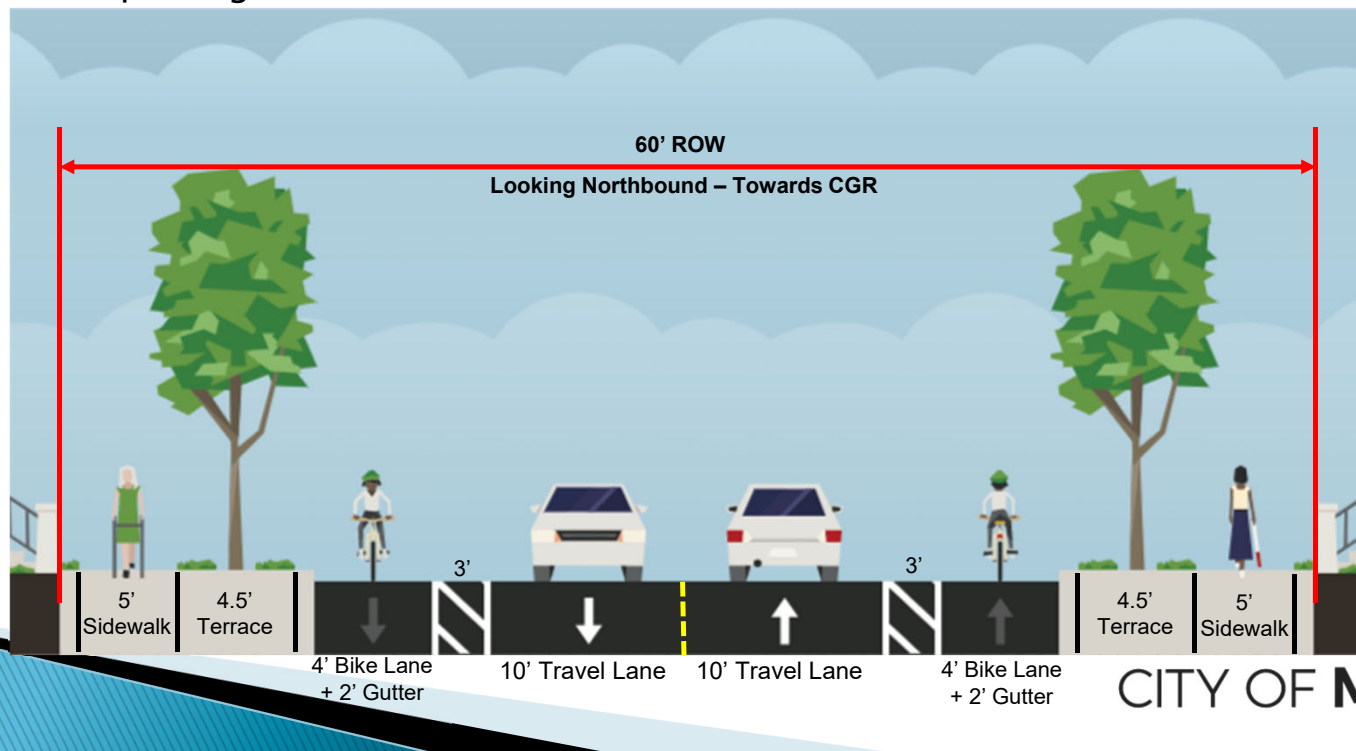 60’ ROW
Looking Northbound – Towards CGR
3’
3’
5’
Sidewalk
4.5’
Terrace
4.5’
Terrace
5’
Sidewalk
4’ Bike Lane
+ 2’ Gutter
10’ Travel Lane
10’ Travel Lane
4’ Bike Lane
+ 2’ Gutter
CITY OF